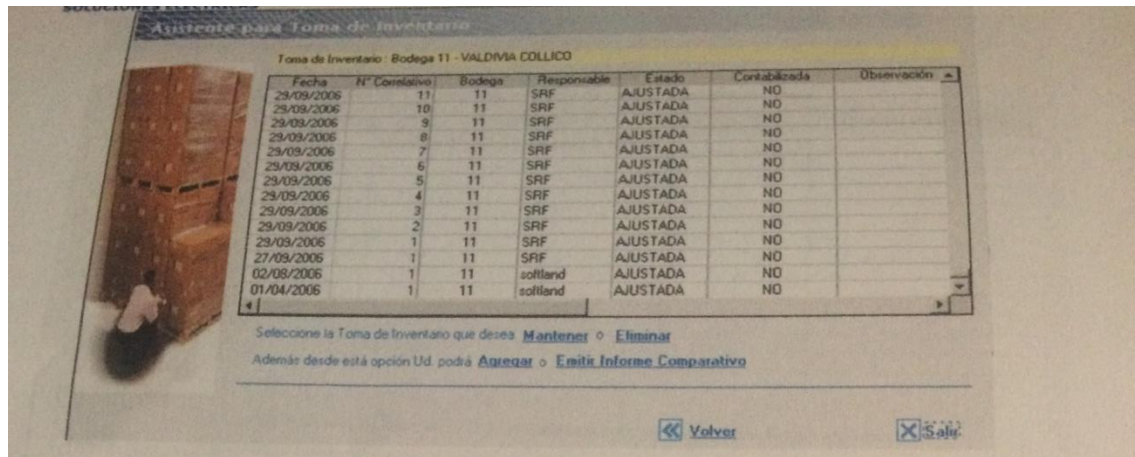 Asistente para Toma de Inventario
Toma de Inventario : Bodega 11 - VALDIVIA COLLICO
Fecha N° Correlativo Bodega Responsable Estado Contabilizada Observación
29/09/2006 11 11 SRF AJUSTADA NO
29/09/2006 10 11 SRF AJUSTADA NO
29/09/2006 9 11 SRF AJUSTADA NO
29/09/2006 8 11 SRF AJUSTADA NO
29/09/2006 7 11 SRF AJUSTADA NO
29/09/2006 6 11 SRF AJUSTADA NO
29/09/2006 5 11 SRF AJUSTADA NO
29/09/2006 4 11 SRF AJUSTADA NO
29/09/2006 3 11 SRF AJUSTADA NO
29/09/2006 2 11 SRF AJUSTADA NO
29/09/2006 1 11 SRF AJUSTADA NO
27/09/2006 1 11 SRF AJUSTADA NO
02/08/2006 1 11 softland AJUSTADA NO
01/04/2006 1 11 softland AJUSTADA NO
Seleccione la Toma de Inventario que desea Mantener o Eliminar
Además desde está opción Ud. podrá Agregar o Emitir Informe Comparativo
Volver Salir